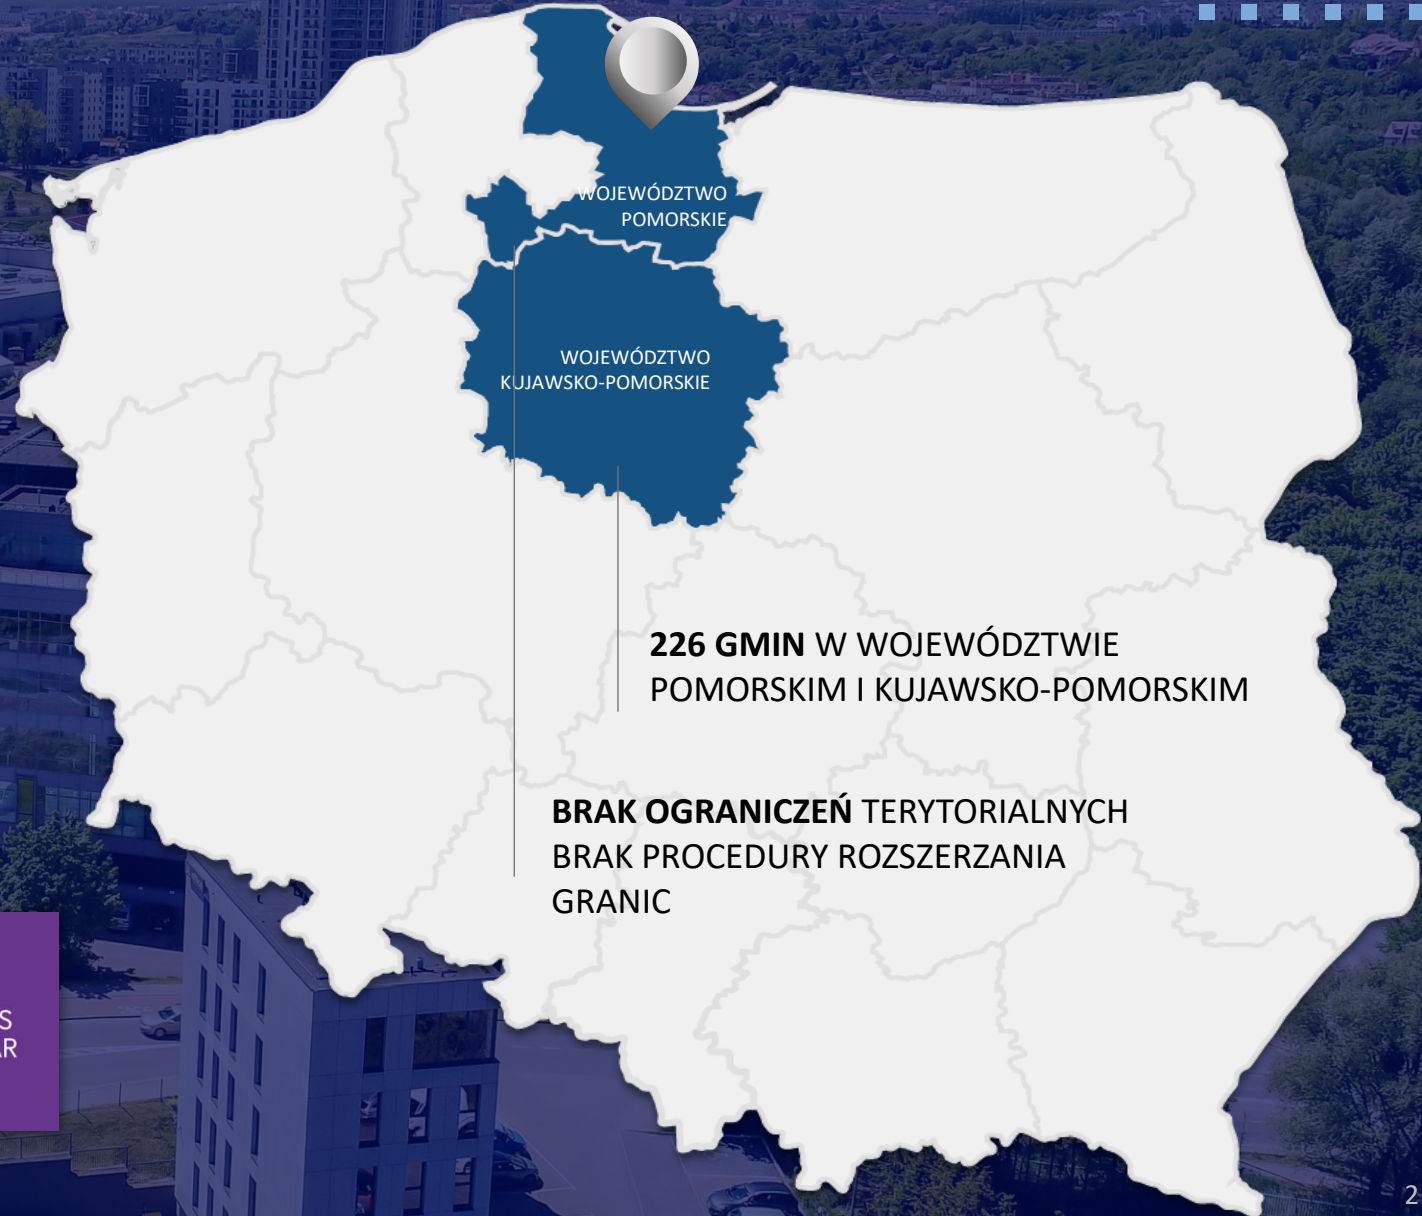 WOJEWÓDZTWO
POMORSKIE
WOJEWÓDZTWO
KUJAWSKO-POMORSKIE
226 GMIN W WOJEWÓDZTWIE
POMORSKIM I KUJAWSKO-POMORSKIM
BRAK OGRANICZEŃ TERYTORIALNYCH
BRAK PROCEDURY ROZSZERZANIA
GRANIC
2